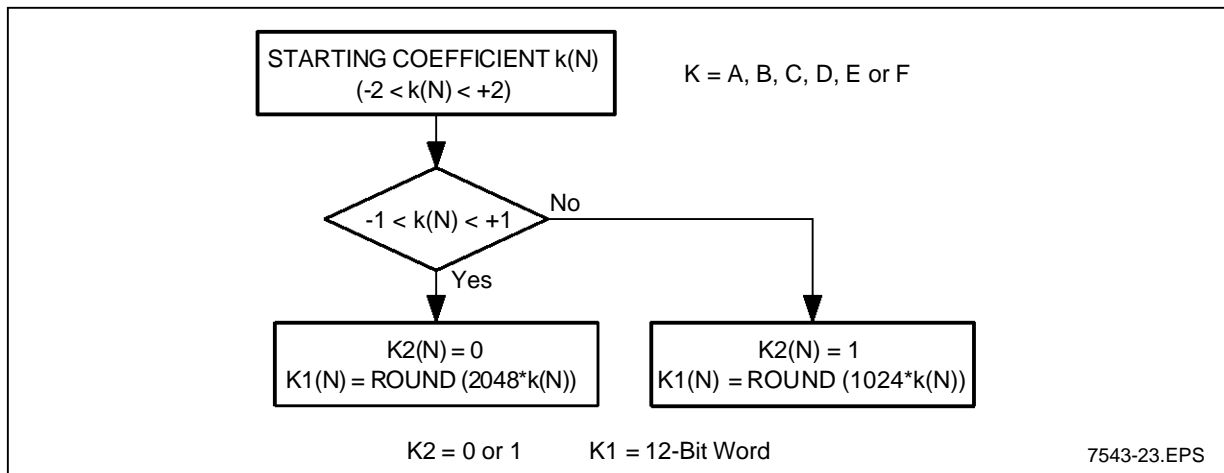 STARTING COEFFICIENT k(N)
(-2 < k(N) < +2)
K = A, B, C, D, E or F
-1 < k(N) < +1
No
Yes
K2(N) = 0
K1(N) = ROUND (2048*k(N))
K2(N) = 1
K1(N) = ROUND (1024*k(N))
K2 = 0 or 1
K1 = 12-Bit Word
7543-23.EPS